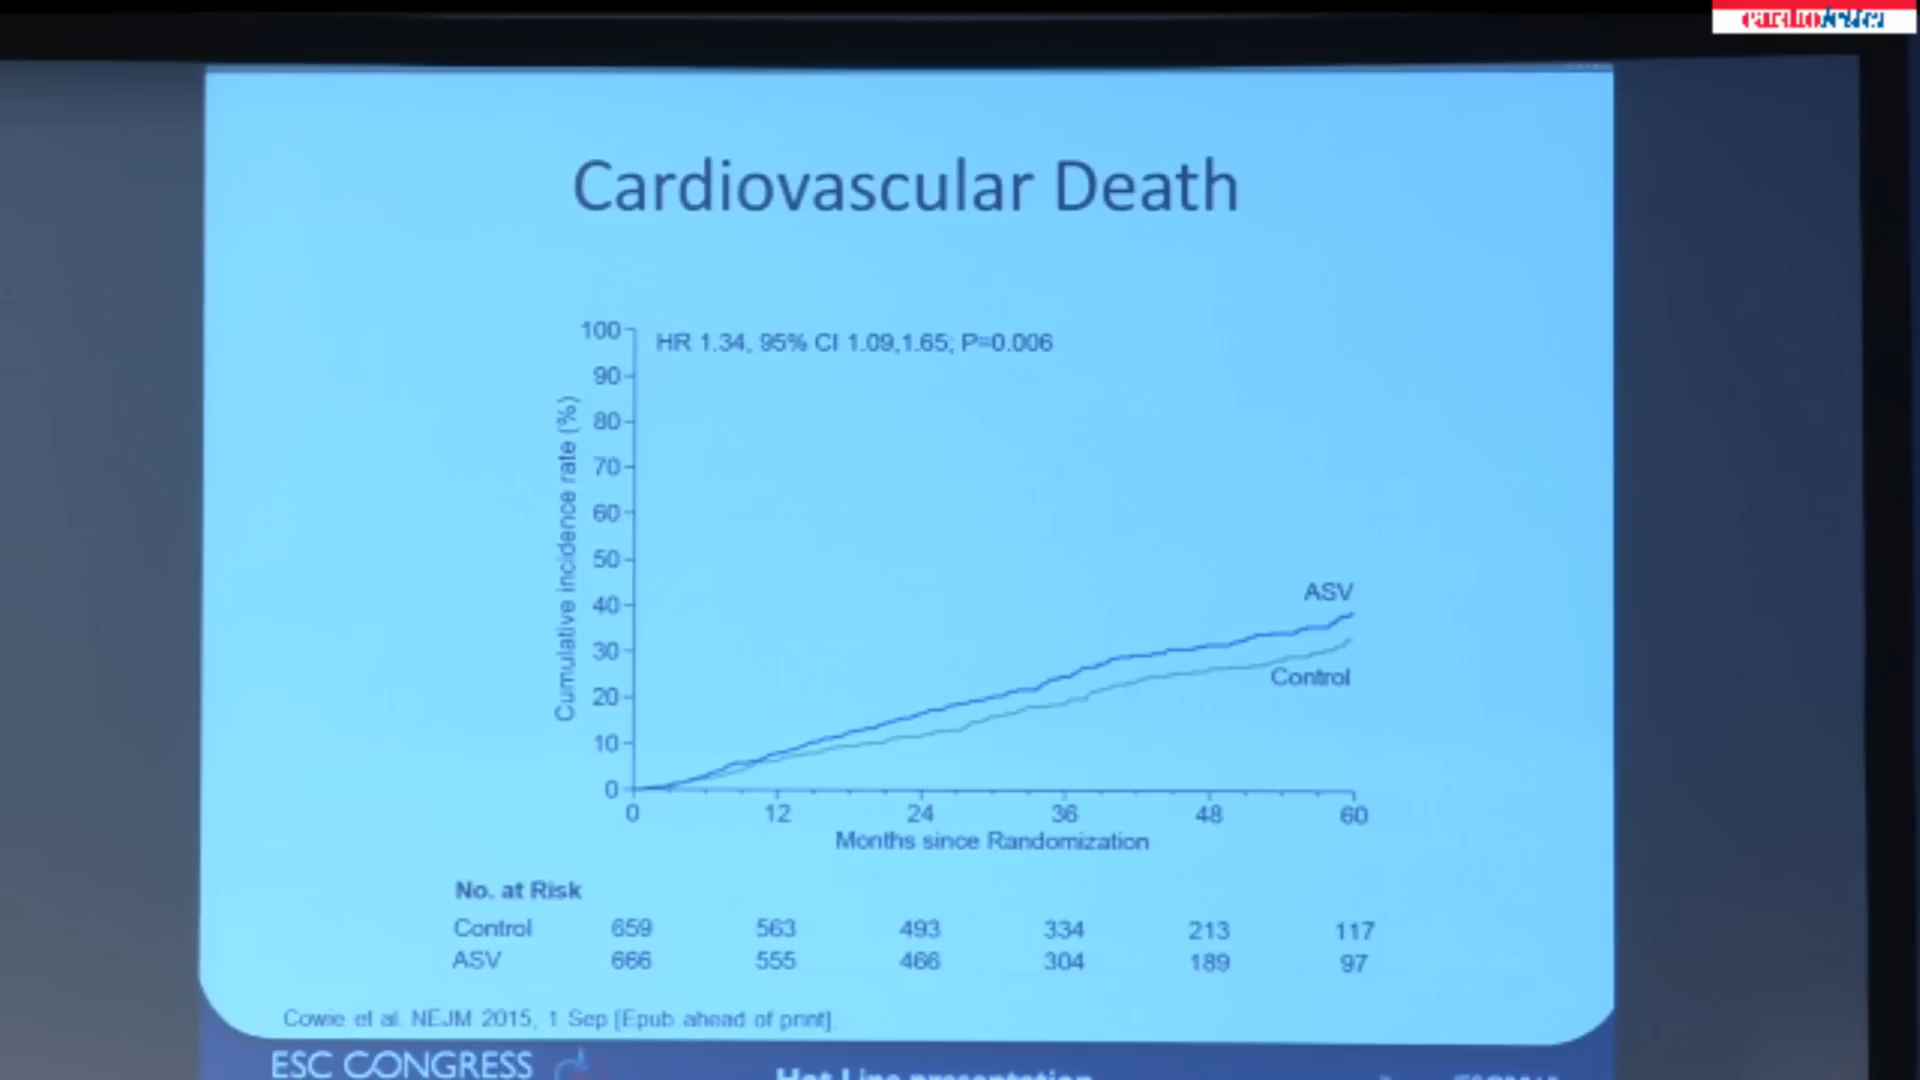 Cardiovascular Death
HR 1.34, 95% CI 1.09,1.65; P=0.006
Cumulative incidence rate (%)
100
90
80
70
60
50
40
30
20
10
0
ASV
Control
0 12 24 36 48 60
Months since Randomization
No. at Risk
Control 659 563 493 334 213 117
ASV 666 555 466 304 189 97
Cowie et al. NEJM 2015, 1 Sep [Epub ahead of print].
ESC CONGRESS
Hot Line presentation